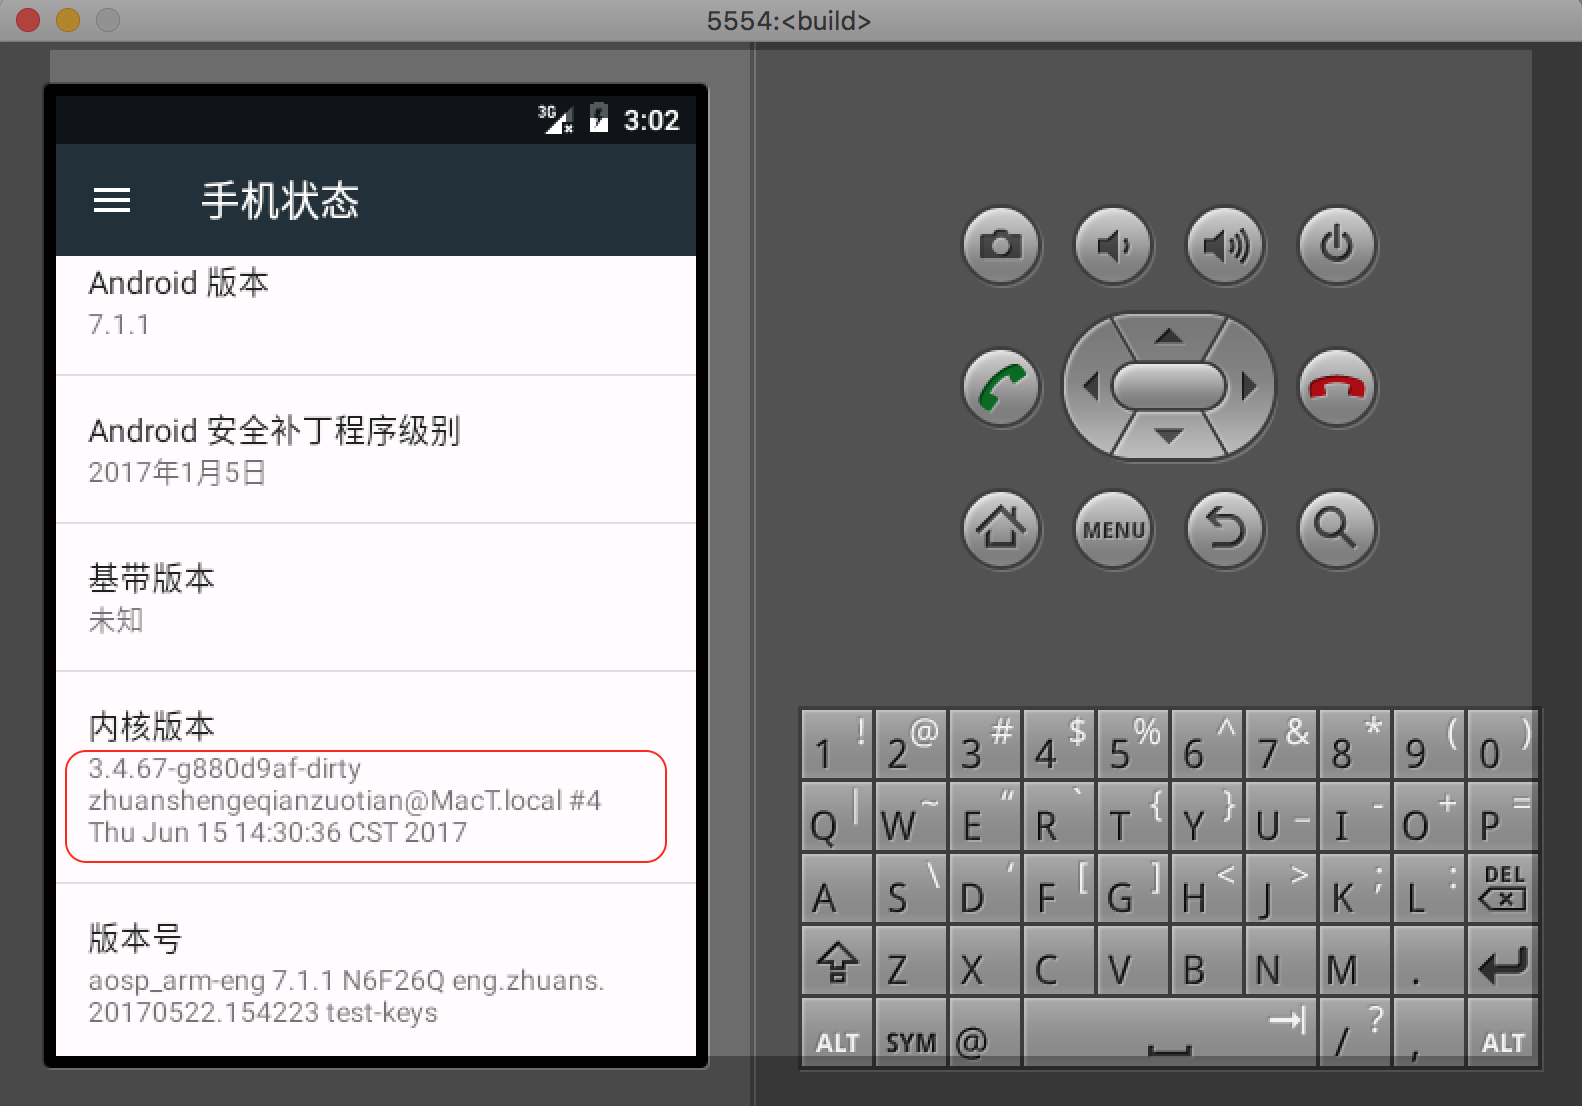 5554:<build>
3G 3:02
手机状态
Android 版本
7.1.1
Android 安全补丁程序级别
2017年1月5日
基带版本
未知
内核版本
3.4.67-g880d9af-dirty
zhuanshengeqianzuotian@MacT.local #4
Thu Jun 15 14:30:36 CST 2017
版本号
aosp_arm-eng 7.1.1 N6F26Q eng.zhuans.
20170522.154223 test-keys
MENU
1 ! 2 @ 3 # 4 $ 5 % 6 ^ 7 & 8 * 9 ( 0 )
Q | W ~ E “ R ` T { Y } U _ I - O + P =
A S \ D ‘ F [ G ] H < J > K ; L : DEL
Z X C V B N M .
ALT SYM @ / ? , ALT